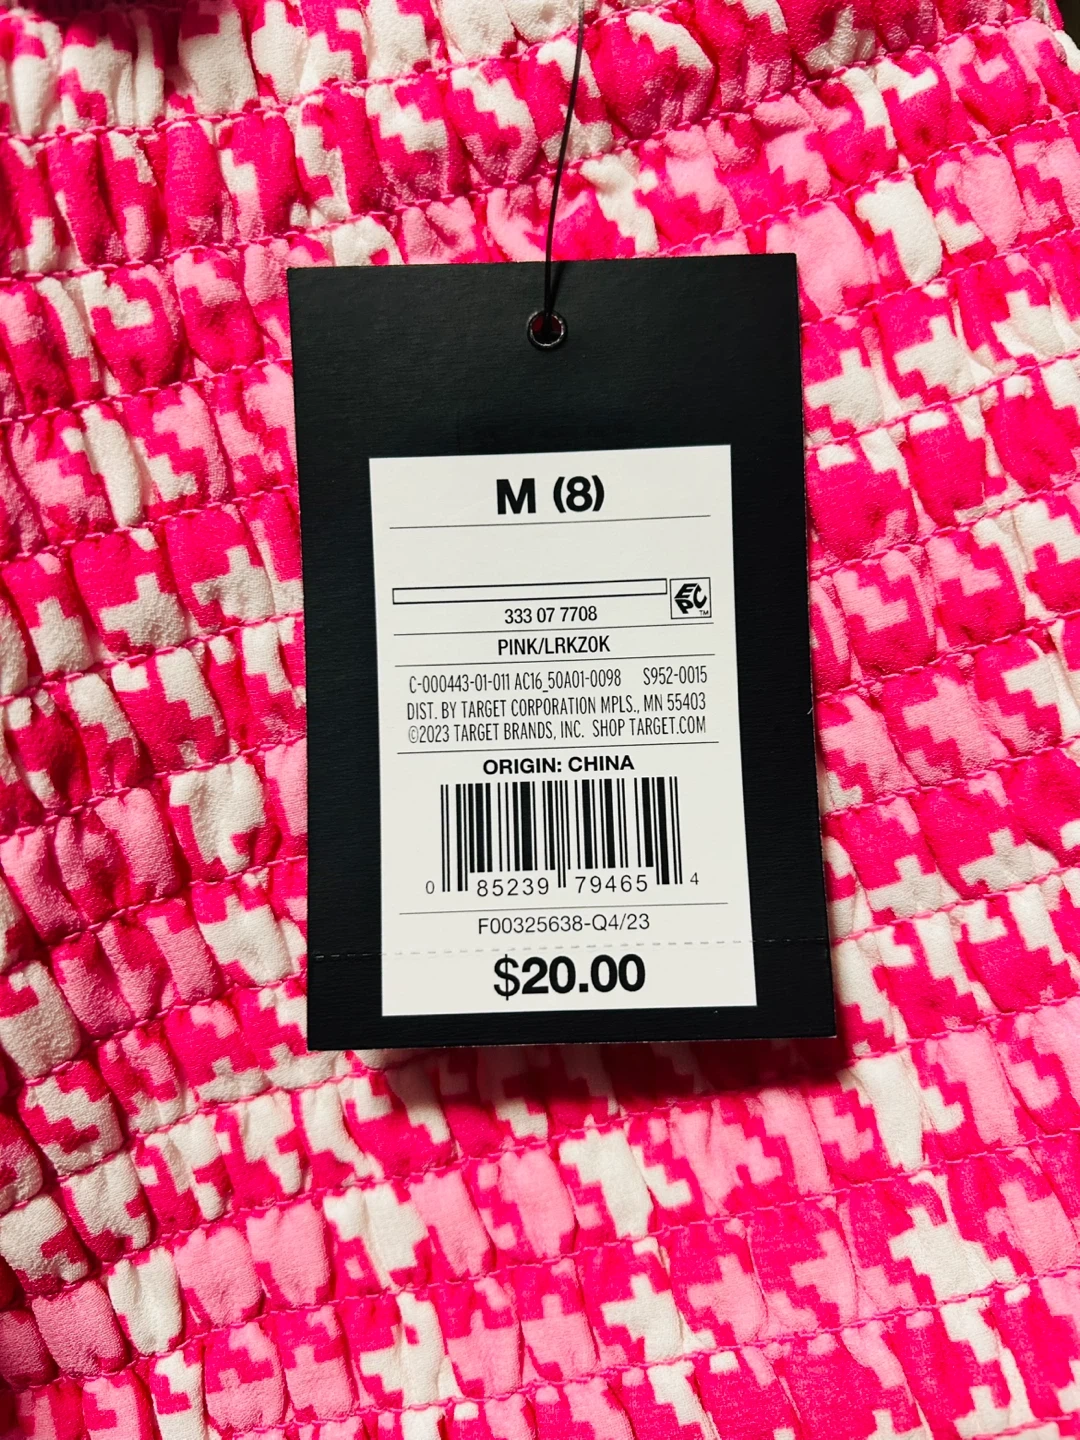 M (8)
EPC
TM
333 07 7708
PINK/LRKZ0K
C-000443-01-011 AC16_50A01-0098 S952-0015
DIST. BY TARGET CORPORATION MPLS., MN 55403
©2023 TARGET BRANDS, INC. SHOP TARGET.COM
ORIGIN: CHINA
0 85239 79465 4
F00325638-Q4/23
$20.00